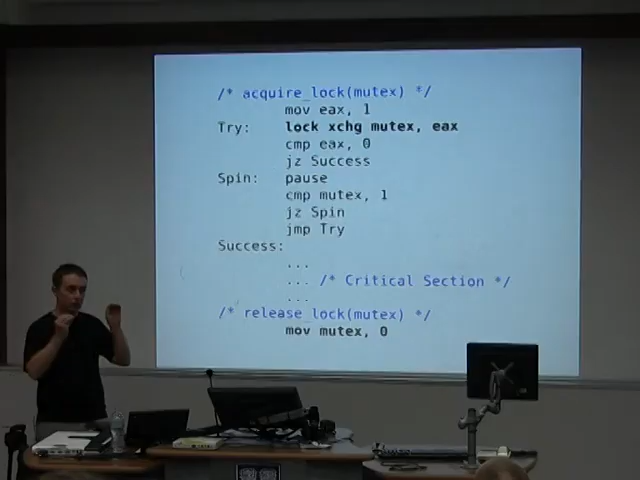 /* acquire_lock(mutex) */
mov eax, 1
Try: lock xchg mutex, eax
cmp eax, 0
jz Success
Spin: pause
cmp mutex, 1
jz Spin
jmp Try
Success:
...
... /* Critical Section */
...
/* release_lock(mutex) */
mov mutex, 0